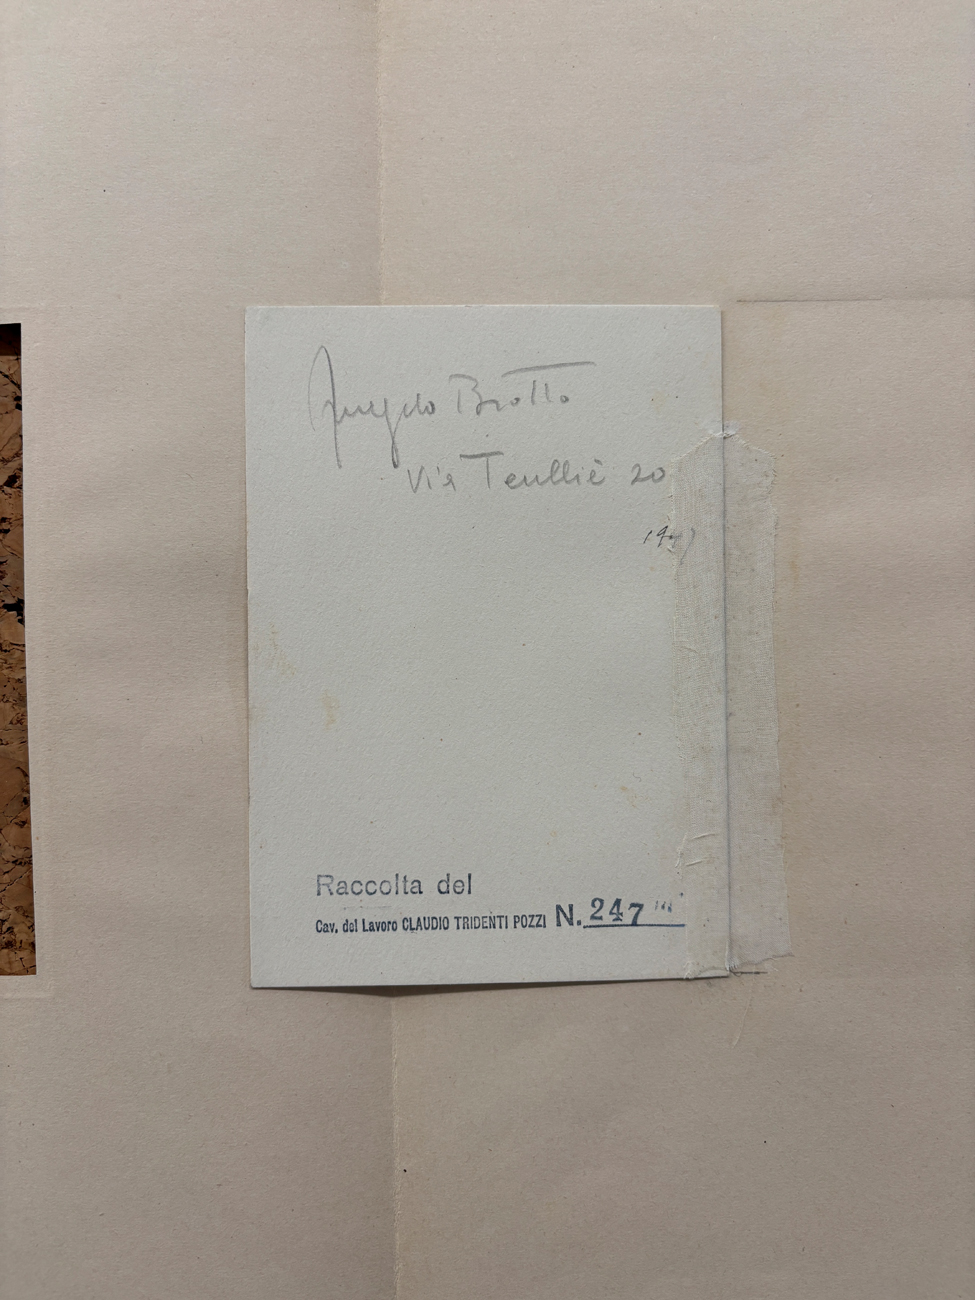 Angelo Brotto
Via Teulliè 20
Raccolta del
Cav. del Lavoro CLAUDIO TRIDENTI POZZI N. 247